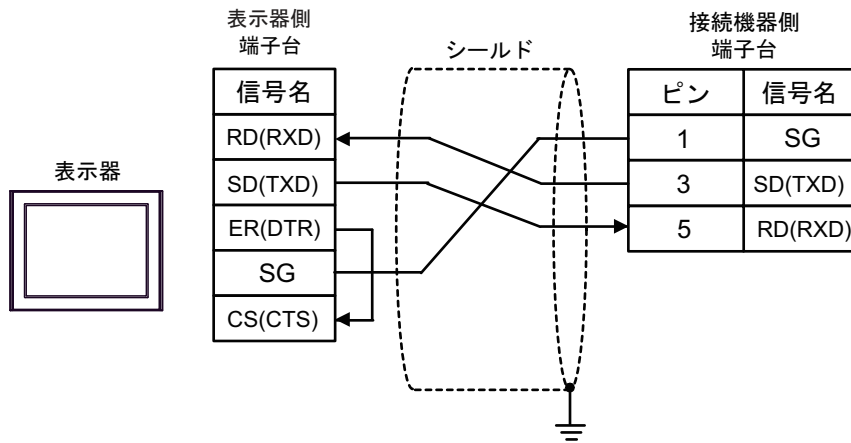 表示器側
端子台
信号名
RD(RXD)
SD(TXD)
ER(DTR)
SG
CS(CTS)
表示器
シールド
接続機器側
端子台
ピン 信号名
1 SG
3 SD(TXD)
5 RD(RXD)